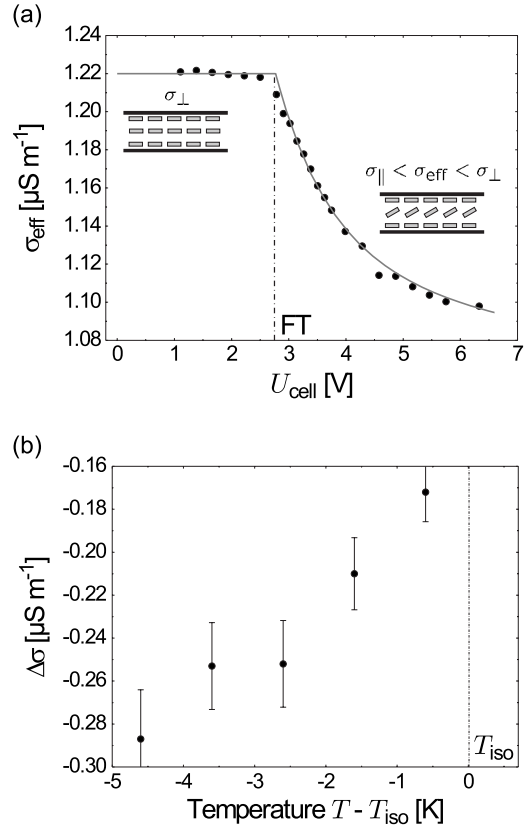 (a)
1.24
1.22
1.20
1.18
1.16
1.14
1.12
1.10
1.08
σeff [µS m-1]
σ⊥
σ∥ < σeff < σ⊥
FT
0 1 2 3 4 5 6 7
Ucell [V]
(b)
-0.16
-0.18
-0.20
-0.22
-0.24
-0.26
-0.28
-0.30
Δσ [µS m-1]
Tiso
-5 -4 -3 -2 -1 0
Temperature T - Tiso [K]